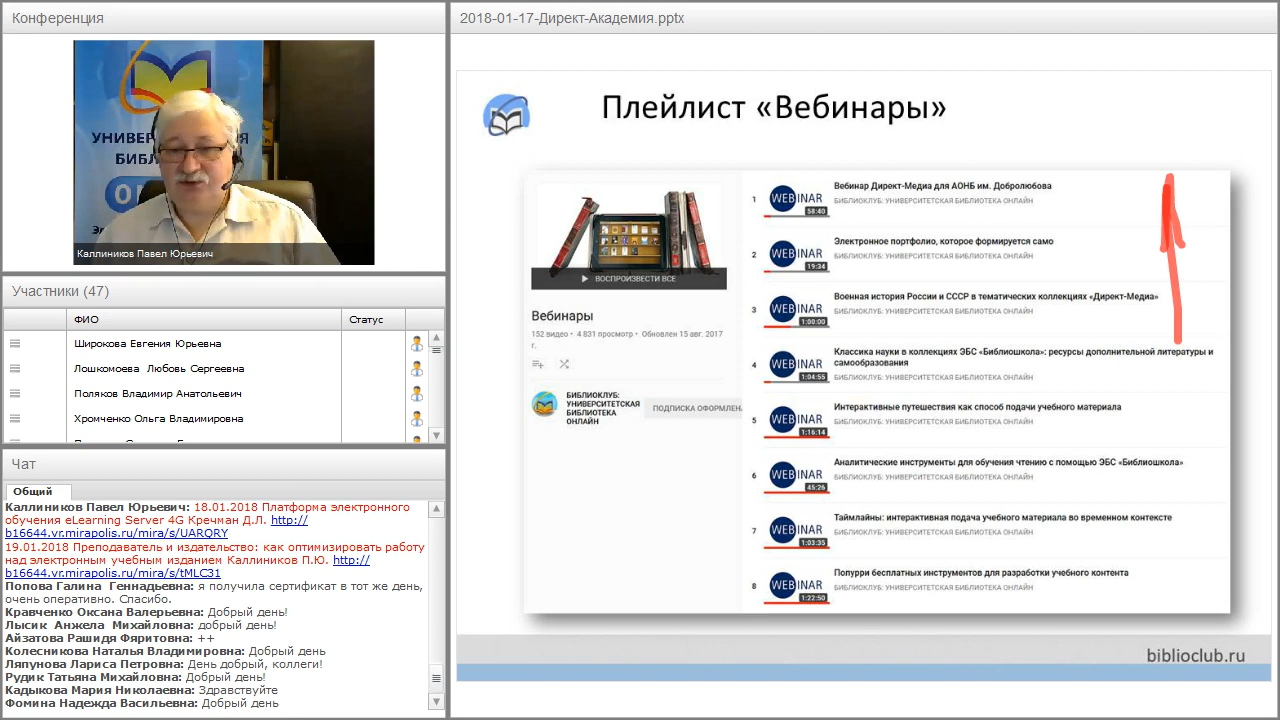 Конференция
УНИВЕР
БИБЛ
Каллиников Павел Юрьевич
Участники (47)
ФИО
Статус
Широкова Евгения Юрьевна
Лошкомоева Любовь Сергеевна
Поляков Владимир Анатольевич
Хромченко Ольга Владимировна
Чат
Общий
Каллиников Павел Юрьевич: 18.01.2018 Платформа электронного
обучения eLearning Server 4G Кречман Д.Л. http://
b16644.vr.mirapolis.ru/mira/s/UARQRY
19.01.2018 Преподаватель и издательство: как оптимизировать работу
над электронным учебным изданием Каллиников П.Ю. http://
b16644.vr.mirapolis.ru/mira/s/tMLC31
Попова Галина Геннадьевна: я получила сертификат в тот же день,
очень оперативно. Спасибо.
Кравченко Оксана Валерьевна: Добрый день!
Лысик Анжела Михайловна: добрый день!
Айзатова Рашидя Фяритовна: ++
Колесникова Наталья Владимировна: Добрый день
Ляпунова Лариса Петровна: День добрый, коллеги!
Рудик Татьяна Михайловна: Добрый день!
Кадыкова Мария Николаевна: Здравствуйте
Фомина Надежда Васильевна: Добрый день
2018-01-17-Директ-Академия.pptx
Плейлист «Вебинары»
ВОСПРОИЗВЕСТИ ВСЕ
Вебинары
152 видео • 4 831 просмотр • Обновлен 15 авг. 2017
г.
БИБЛИОКЛУБ:
УНИВЕРСИТЕТСКАЯ
БИБЛИОТЕКА
ОНЛАЙН
ПОДПИСКА ОФОРМЛЕН
1 WEBINAR 58:40
Вебинар Директ-Медиа для АОНБ им. Добролюбова
БИБЛИОКЛУБ: УНИВЕРСИТЕТСКАЯ БИБЛИОТЕКА ОНЛАЙН
2 WEBINAR 19:34
Электронное портфолио, которое формируется само
БИБЛИОКЛУБ: УНИВЕРСИТЕТСКАЯ БИБЛИОТЕКА ОНЛАЙН
3 WEBINAR 1:00:00
Военная история России и СССР в тематических коллекциях «Директ-Медиа»
БИБЛИОКЛУБ: УНИВЕРСИТЕТСКАЯ БИБЛИОТЕКА ОНЛАЙН
4 WEBINAR 1:04:55
Классика науки в коллекциях ЭБС «Библиошкола»: ресурсы дополнительной литературы и
самообразования
БИБЛИОКЛУБ: УНИВЕРСИТЕТСКАЯ БИБЛИОТЕКА ОНЛАЙН
5 WEBINAR 1:16:14
Интерактивные путешествия как способ подачи учебного материала
БИБЛИОКЛУБ: УНИВЕРСИТЕТСКАЯ БИБЛИОТЕКА ОНЛАЙН
6 WEBINAR 45:26
Аналитические инструменты для обучения чтению с помощью ЭБС «Библиошкола»
БИБЛИОКЛУБ: УНИВЕРСИТЕТСКАЯ БИБЛИОТЕКА ОНЛАЙН
7 WEBINAR 1:03:35
Таймлайны: интерактивная подача учебного материала во временном контексте
БИБЛИОКЛУБ: УНИВЕРСИТЕТСКАЯ БИБЛИОТЕКА ОНЛАЙН
8 WEBINAR 1:22:50
Попурри бесплатных инструментов для разработки учебного контента
БИБЛИОКЛУБ: УНИВЕРСИТЕТСКАЯ БИБЛИОТЕКА ОНЛАЙН
biblioclub.ru